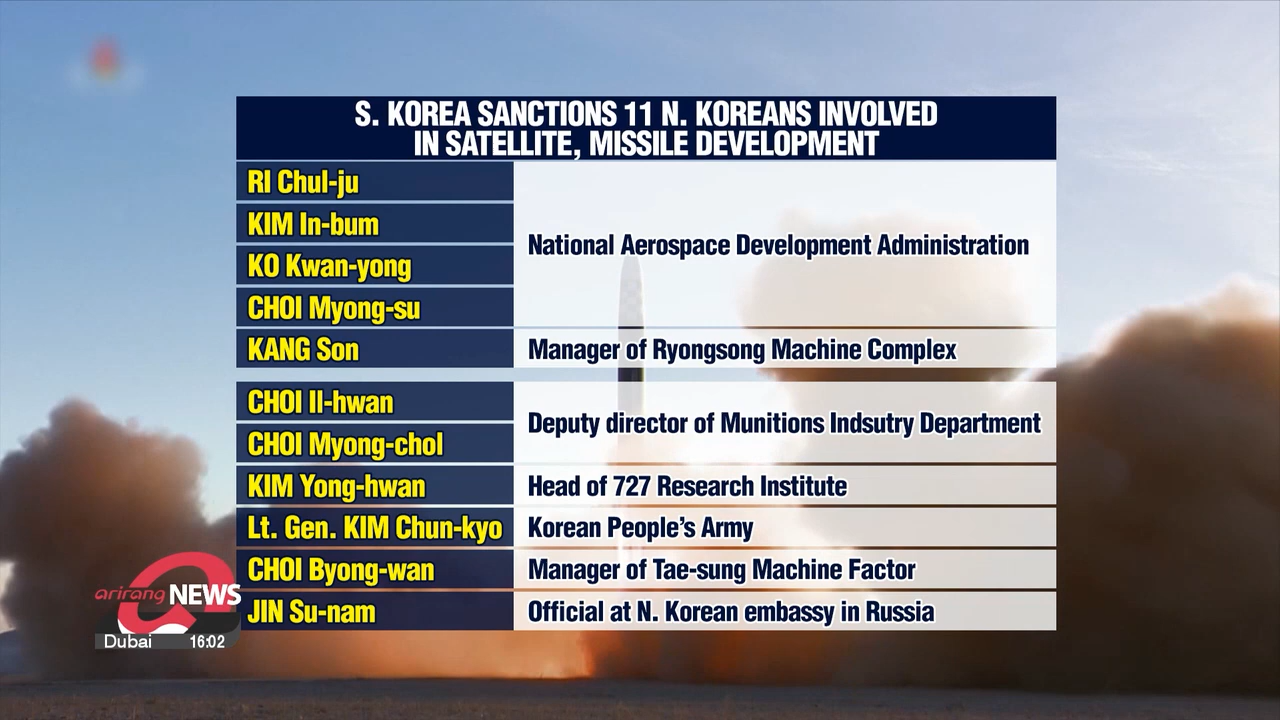 S. KOREA SANCTIONS 11 N. KOREANS INVOLVED
IN SATELLITE, MISSILE DEVELOPMENT
RI Chul-ju
KIM In-bum
KO Kwan-yong
CHOI Myong-su
National Aerospace Development Administration
KANG Son
Manager of Ryongsong Machine Complex
CHOI Il-hwan
CHOI Myong-chol
Deputy director of Munitions Indsutry Department
KIM Yong-hwan
Head of 727 Research Institute
Lt. Gen. KIM Chun-kyo
Korean People's Army
CHOI Byong-wan
Manager of Tae-sung Machine Factor
JIN Su-nam
Official at N. Korean embassy in Russia
arirang NEWS
Dubai 16:02